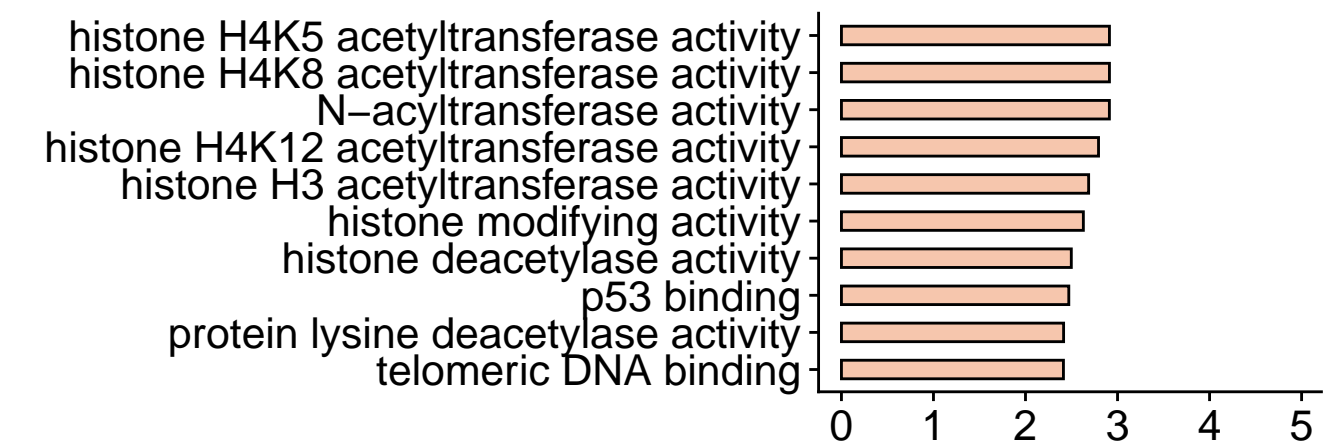 histone H4K5 acetyltransferase activity
histone H4K8 acetyltransferase activity
N−acyltransferase activity
histone H4K12 acetyltransferase activity
histone H3 acetyltransferase activity
histone modifying activity
histone deacetylase activity
p53 binding
protein lysine deacetylase activity
telomeric DNA binding
0 1 2 3 4 5